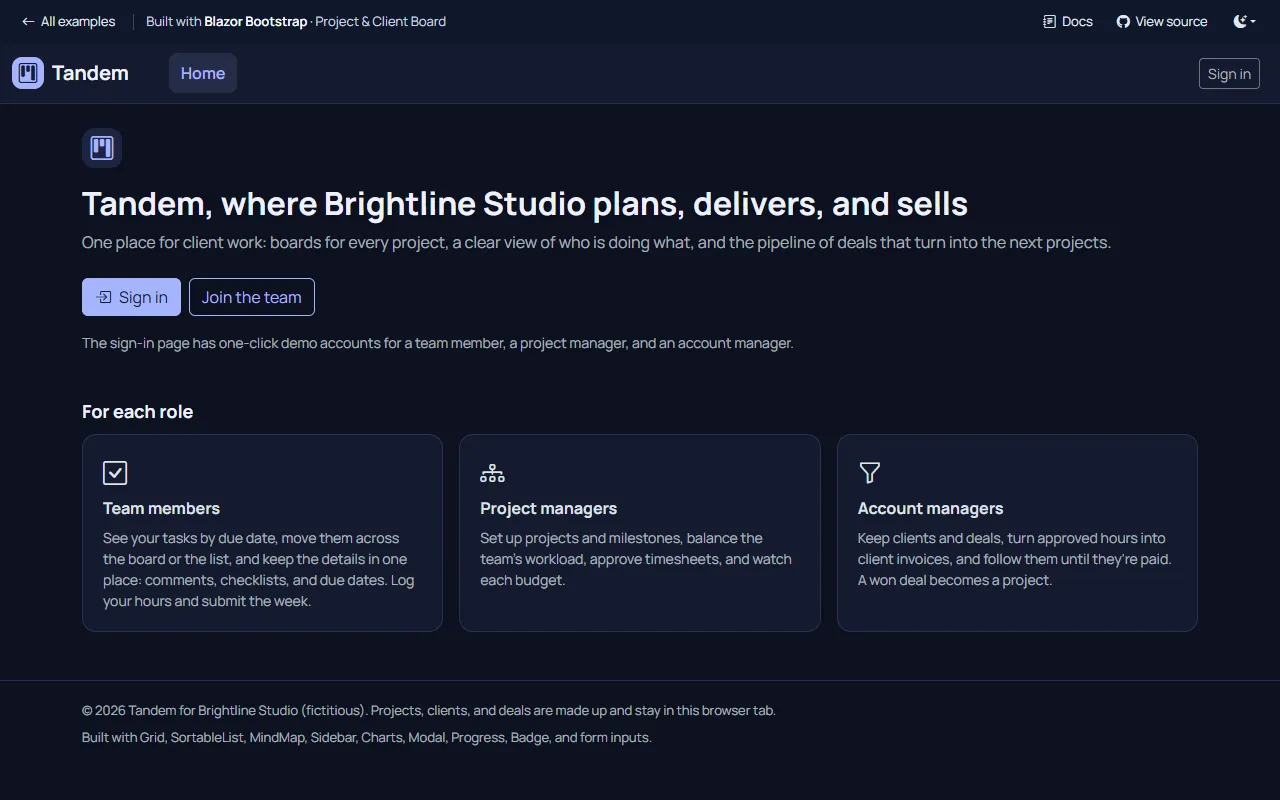 All examples
Built with Blazor Bootstrap · Project & Client Board
Docs
View source
Tandem
Home
Sign in
Tandem, where Brightline Studio plans, delivers, and sells
One place for client work: boards for every project, a clear view of who is doing what, and the pipeline of deals that turn into the next projects.
Sign in
Join the team
The sign-in page has one-click demo accounts for a team member, a project manager, and an account manager.
For each role
Team members
See your tasks by due date, move them across
the board or the list, and keep the details in one
place: comments, checklists, and due dates. Log
your hours and submit the week.
Project managers
Set up projects and milestones, balance the
team's workload, approve timesheets, and watch
each budget.
Account managers
Keep clients and deals, turn approved hours into
client invoices, and follow them until they're paid.
A won deal becomes a project.
© 2026 Tandem for Brightline Studio (fictitious). Projects, clients, and deals are made up and stay in this browser tab.
Built with Grid, SortableList, MindMap, Sidebar, Charts, Modal, Progress, Badge, and form inputs.